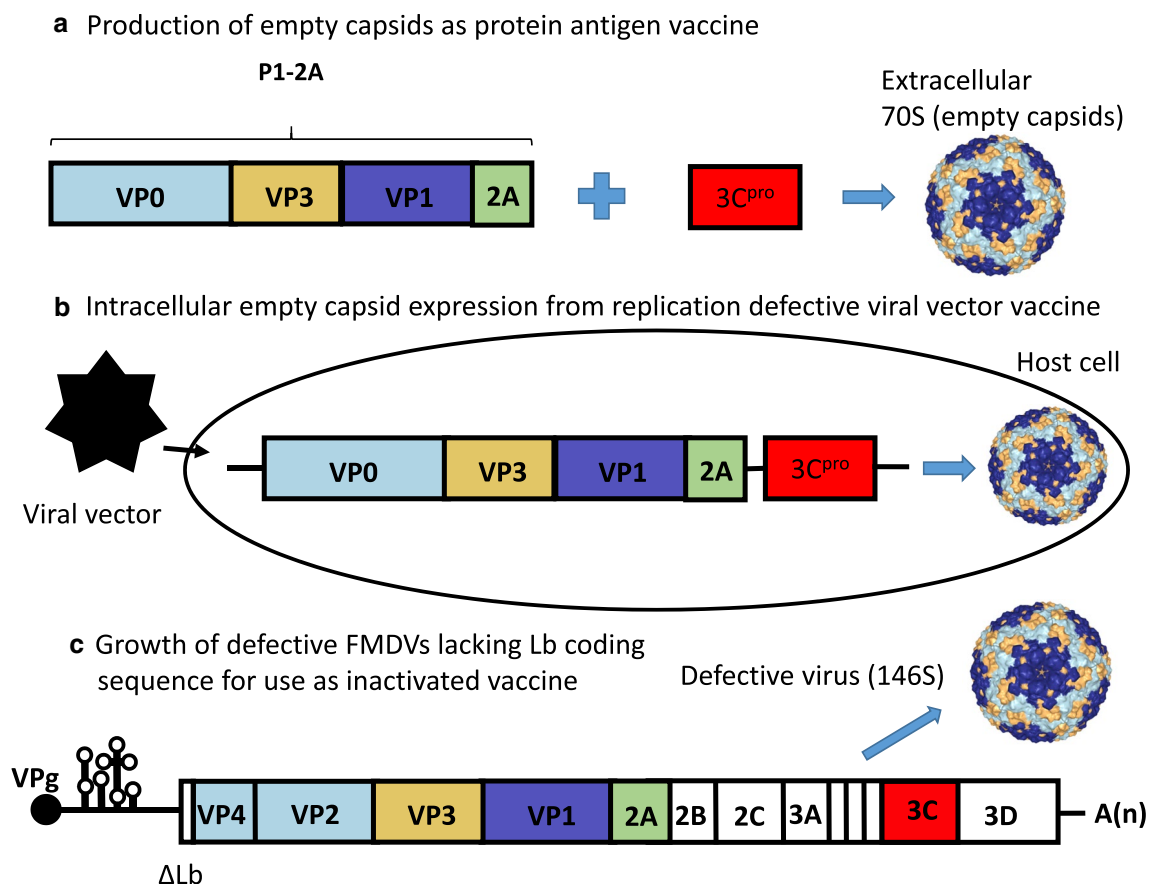 a Production of empty capsids as protein antigen vaccine
P1-2A
Extracellular
70S (empty capsids)
VP0 VP3 VP1 2A 3Cpro
b Intracellular empty capsid expression from replication defective viral vector vaccine
Host cell
VP0 VP3 VP1 2A 3Cpro
Viral vector
c Growth of defective FMDVs lacking Lb coding
sequence for use as inactivated vaccine
Defective virus (146S)
VPg
VP4 VP2 VP3 VP1 2A 2B 2C 3A 3C 3D A(n)
ΔLb